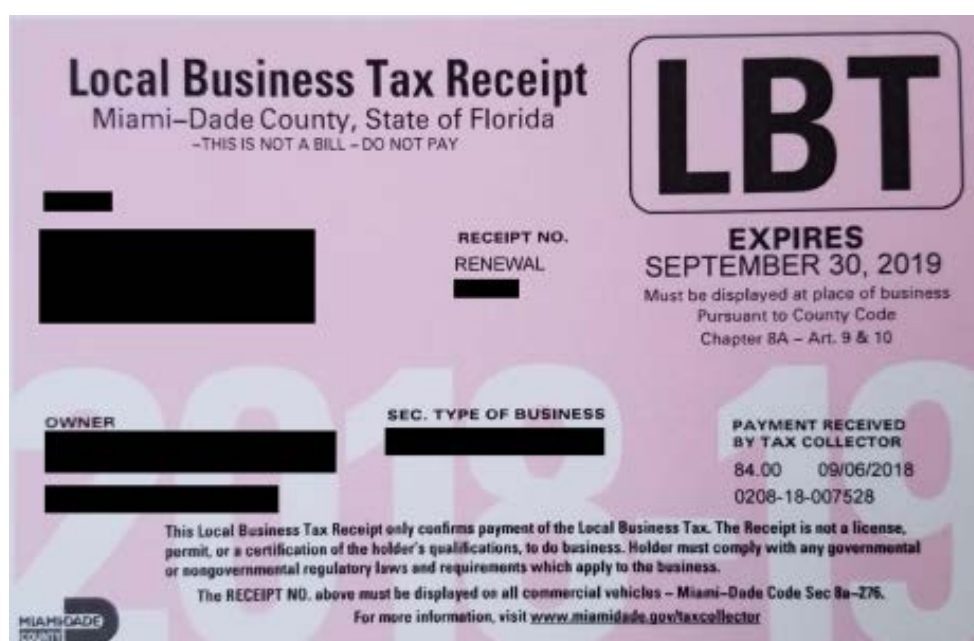 Local Business Tax Receipt
Miami–Dade County, State of Florida
–THIS IS NOT A BILL – DO NOT PAY
LBT
RECEIPT NO.
RENEWAL
EXPIRES
SEPTEMBER 30, 2019
Must be displayed at place of business
Pursuant to County Code
Chapter 8A – Art. 9 & 10
2018-19
OWNER
SEC. TYPE OF BUSINESS
PAYMENT RECEIVED
BY TAX COLLECTOR
84.00 09/06/2018
0208-18-007528
This Local Business Tax Receipt only confirms payment of the Local Business Tax. The Receipt is not a license,
permit, or a certification of the holder's qualifications, to do business. Holder must comply with any governmental
or nongovernmental regulatory laws and requirements which apply to the business.
The RECEIPT NO. above must be displayed on all commercial vehicles – Miami–Dade Code Sec 8a–276.
For more information, visit www.miamidade.gov/taxcollector
MIAMI-DADE
COUNTY